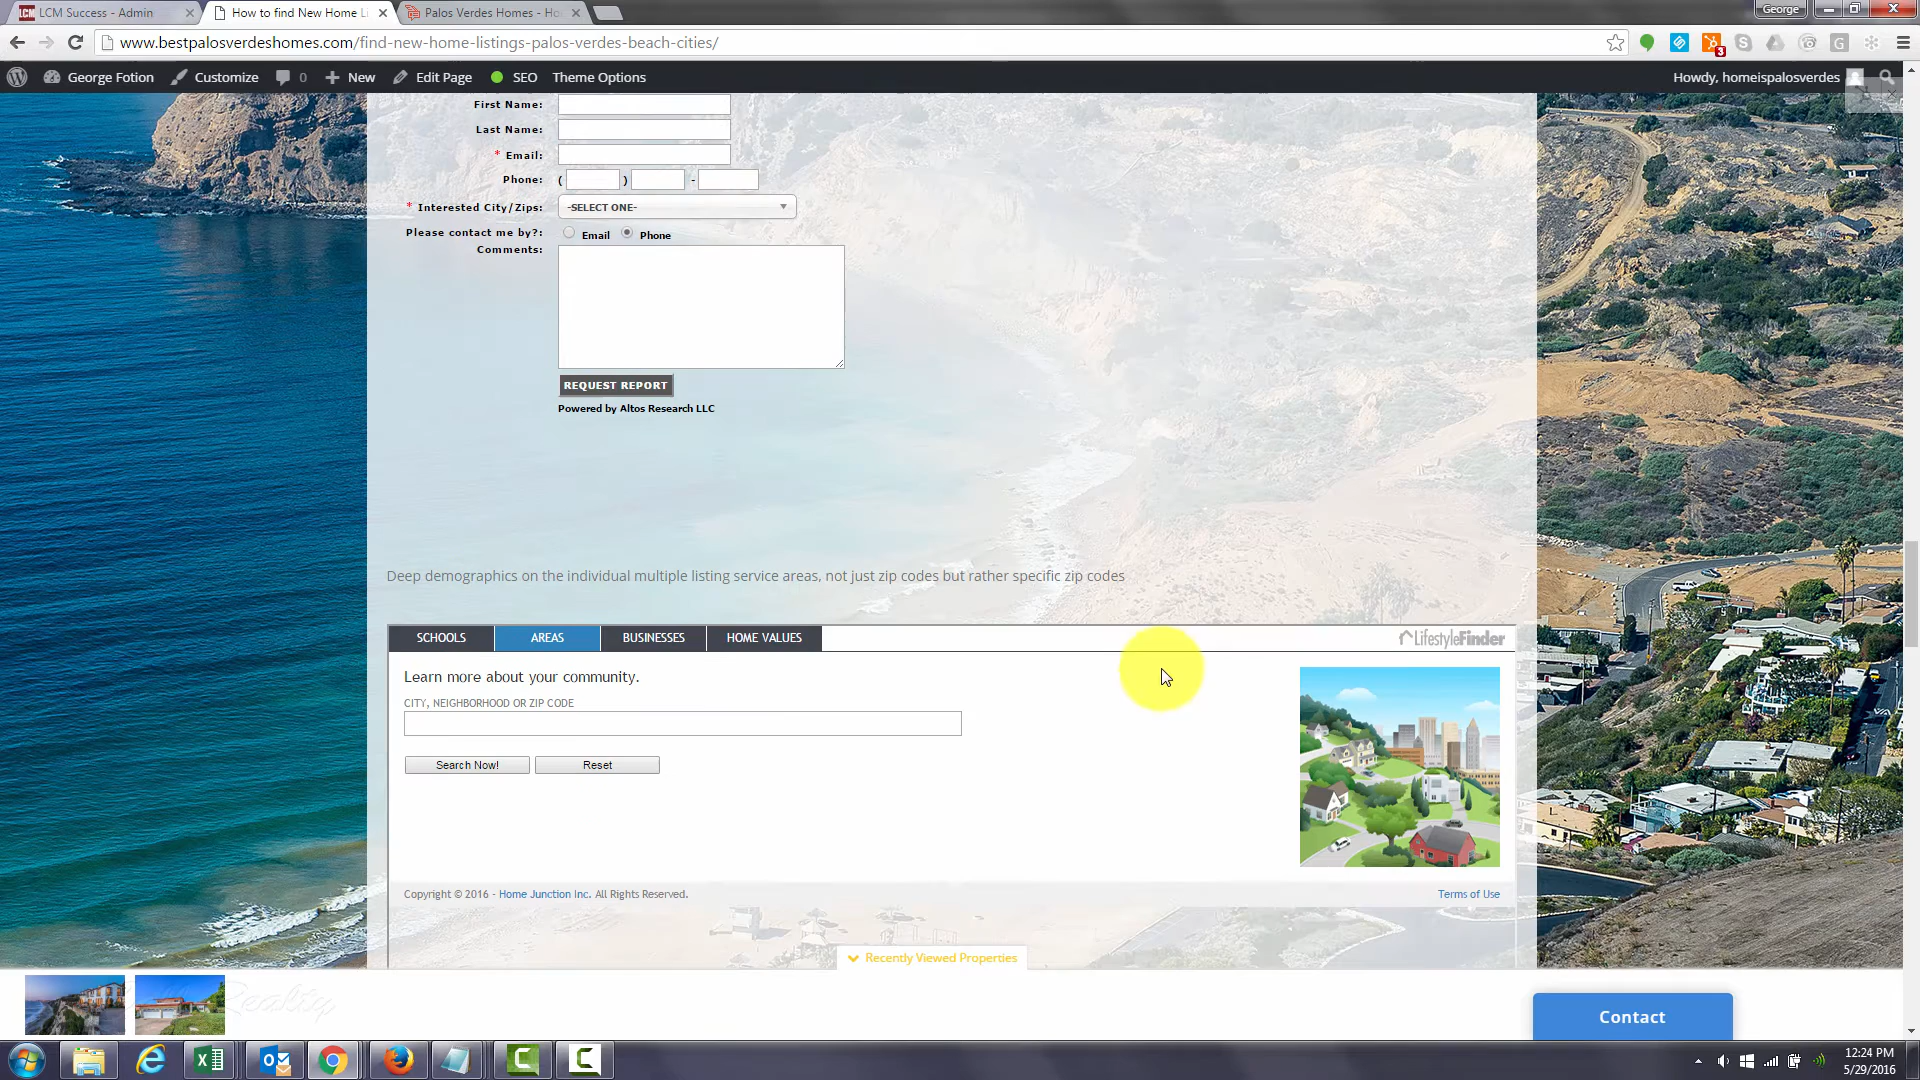 LCM Success - Admin
How to find New Home Li
Palos Verdes Homes - Ho
George
www.bestpalosverdeshomes.com/find-new-home-listings-palos-verdes-beach-cities/
3
George Fotion
Customize
0
New
Edit Page
SEO
Theme Options
Howdy, homeispalosverdes
First Name:
Last Name:
* Email:
Phone: ( ) -
* Interested City/Zips: -SELECT ONE-
Please contact me by?: Email Phone
Comments:
REQUEST REPORT
Powered by Altos Research LLC
Deep demographics on the individual multiple listing service areas, not just zip codes but rather specific zip codes
SCHOOLS AREAS BUSINESSES HOME VALUES LifestyleFinder
Learn more about your community.
CITY, NEIGHBORHOOD OR ZIP CODE
Search Now! Reset
Copyright © 2016 - Home Junction Inc. All Rights Reserved. Terms of Use
Recently Viewed Properties
Realty
Contact
12:24 PM
5/29/2016